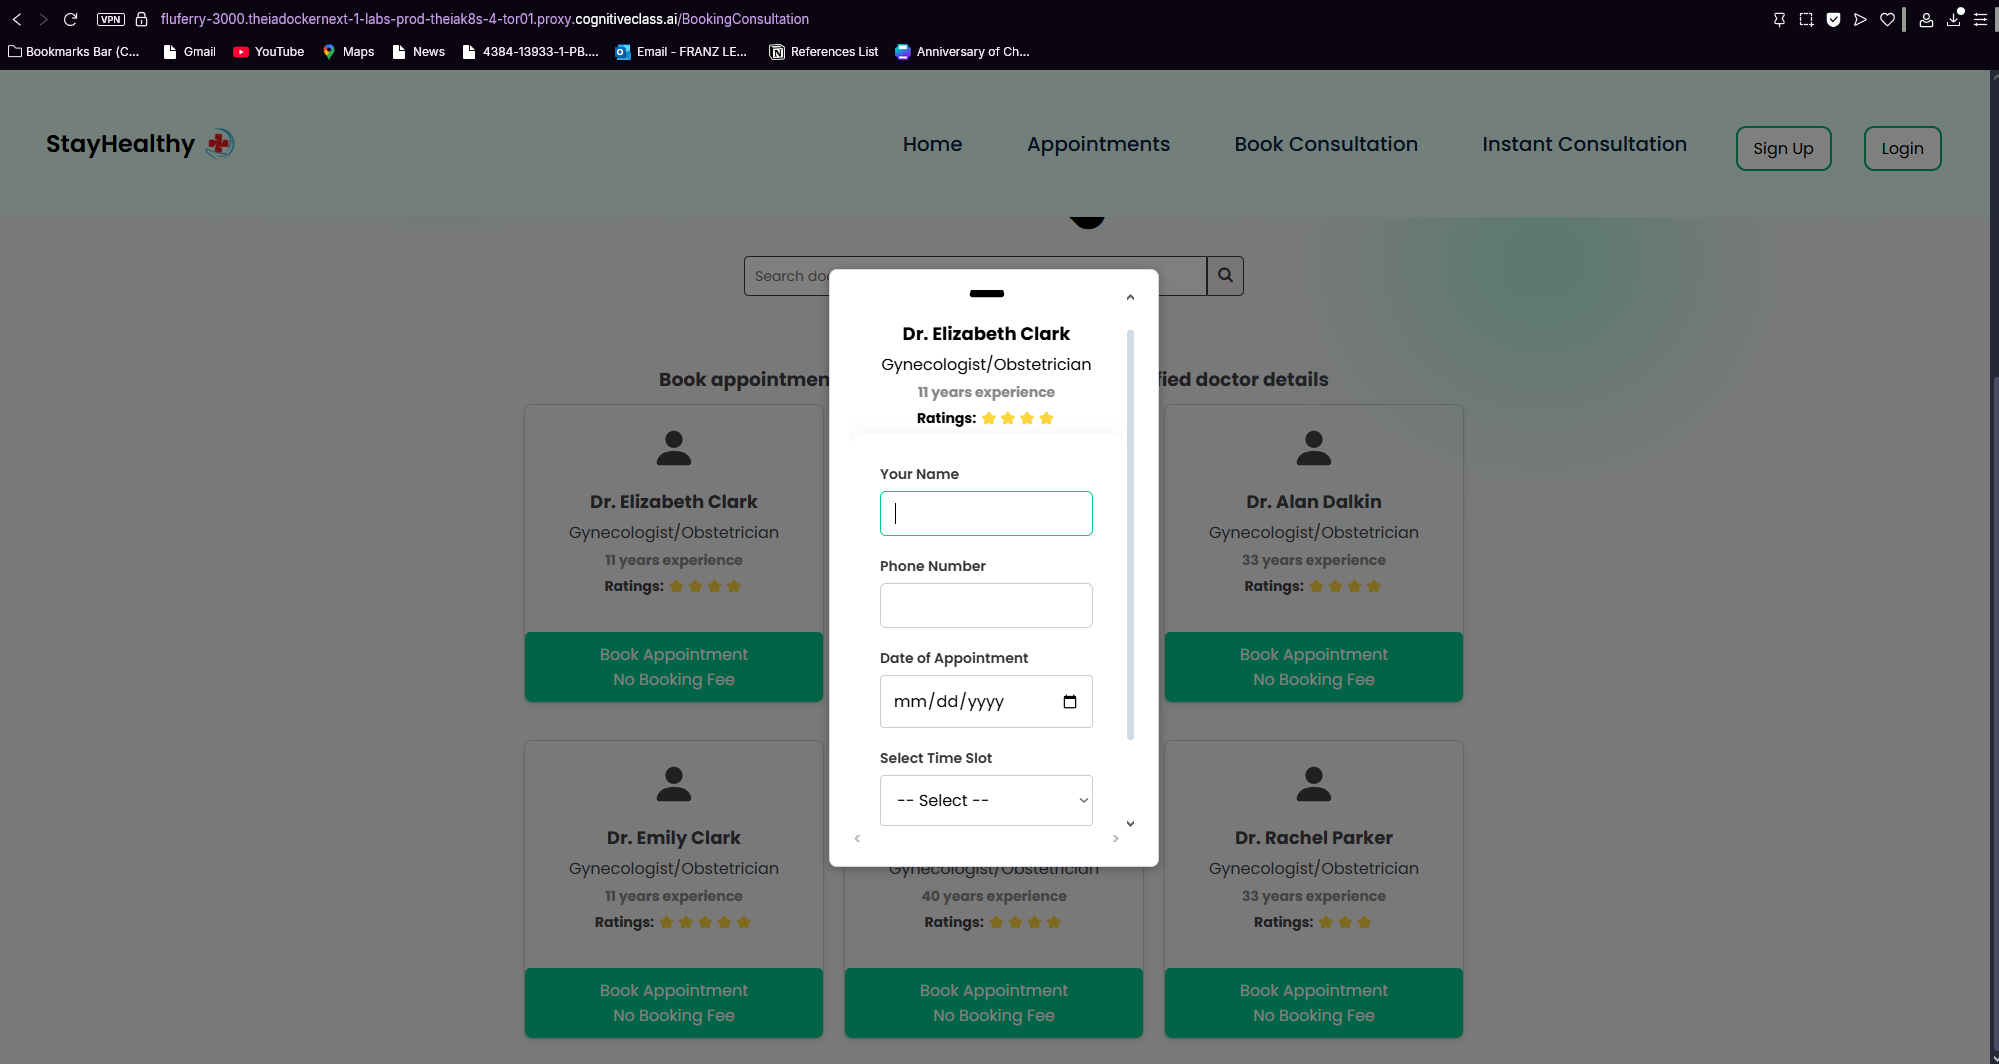 VPN
fluferry-3000.theiadockernext-1-labs-prod-theiak8s-4-tor01.proxy.cognitiveclass.ai/BookingConsultation
Bookmarks Bar (C... Gmail YouTube Maps News 4384-13933-1-PB.... Email - FRANZ LE... References List Anniversary of Ch...
StayHealthy Home Appointments Book Consultation Instant Consultation Sign Up Login
Search do
Book appointmen
fied doctor details
Dr. Elizabeth Clark
Gynecologist/Obstetrician
11 years experience
Ratings:
Book Appointment
No Booking Fee
Dr. Elizabeth Clark
Gynecologist/Obstetrician
11 years experience
Ratings:
Your Name
Phone Number
Date of Appointment
mm/dd/yyyy
Select Time Slot
-- Select --
Dr. Alan Dalkin
Gynecologist/Obstetrician
33 years experience
Ratings:
Book Appointment
No Booking Fee
Dr. Emily Clark
Gynecologist/Obstetrician
11 years experience
Ratings:
Book Appointment
No Booking Fee
Gynecologist/Obstetrician
40 years experience
Ratings:
Book Appointment
No Booking Fee
Dr. Rachel Parker
Gynecologist/Obstetrician
33 years experience
Ratings:
Book Appointment
No Booking Fee